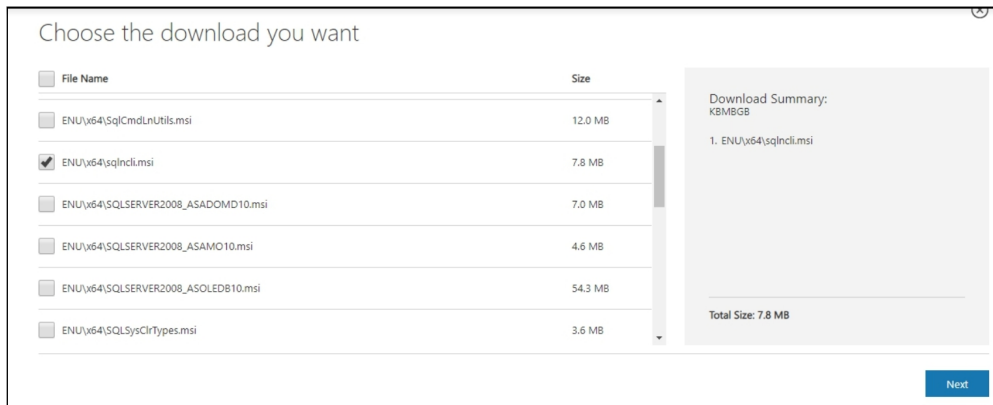 Choose the download you want
File Name Size
ENU\x64\SqlCmdLnUtils.msi 12.0 MB
ENU\x64\sqlncli.msi 7.8 MB
ENU\x64\SQLSERVER2008_ASADOMD10.msi 7.0 MB
ENU\x64\SQLSERVER2008_ASAMO10.msi 4.6 MB
ENU\x64\SQLSERVER2008_ASOLEDB10.msi 54.3 MB
ENU\x64\SQLSysClrTypes.msi 3.6 MB
Download Summary:
KBMBGB
1. ENU\x64\sqlncli.msi
Total Size: 7.8 MB
Next